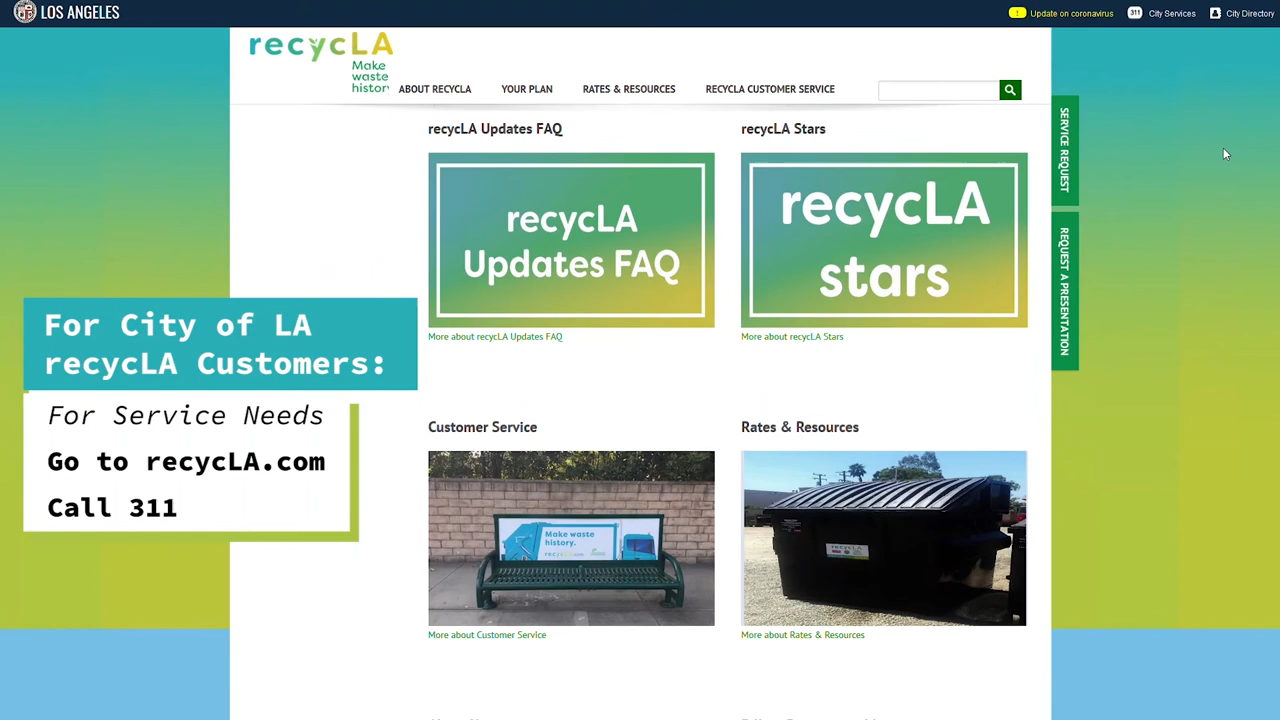 LOS ANGELES
! Update on coronavirus
311 City Services
City Directory
recycLA
Make
waste
history
ABOUT RECYCLA
YOUR PLAN
RATES & RESOURCES
RECYCLA CUSTOMER SERVICE
SERVICE REQUEST
REQUEST A PRESENTATION
recycLA Updates FAQ
recycLA
Updates FAQ
More about recycLA Updates FAQ
recycLA Stars
recycLA
stars
More about recycLA Stars
For City of LA
recycLA Customers:
For Service Needs
Go to recycLA.com
Call 311
Customer Service
Make waste
history.
recycLA.com
More about Customer Service
Rates & Resources
recycLA
More about Rates & Resources